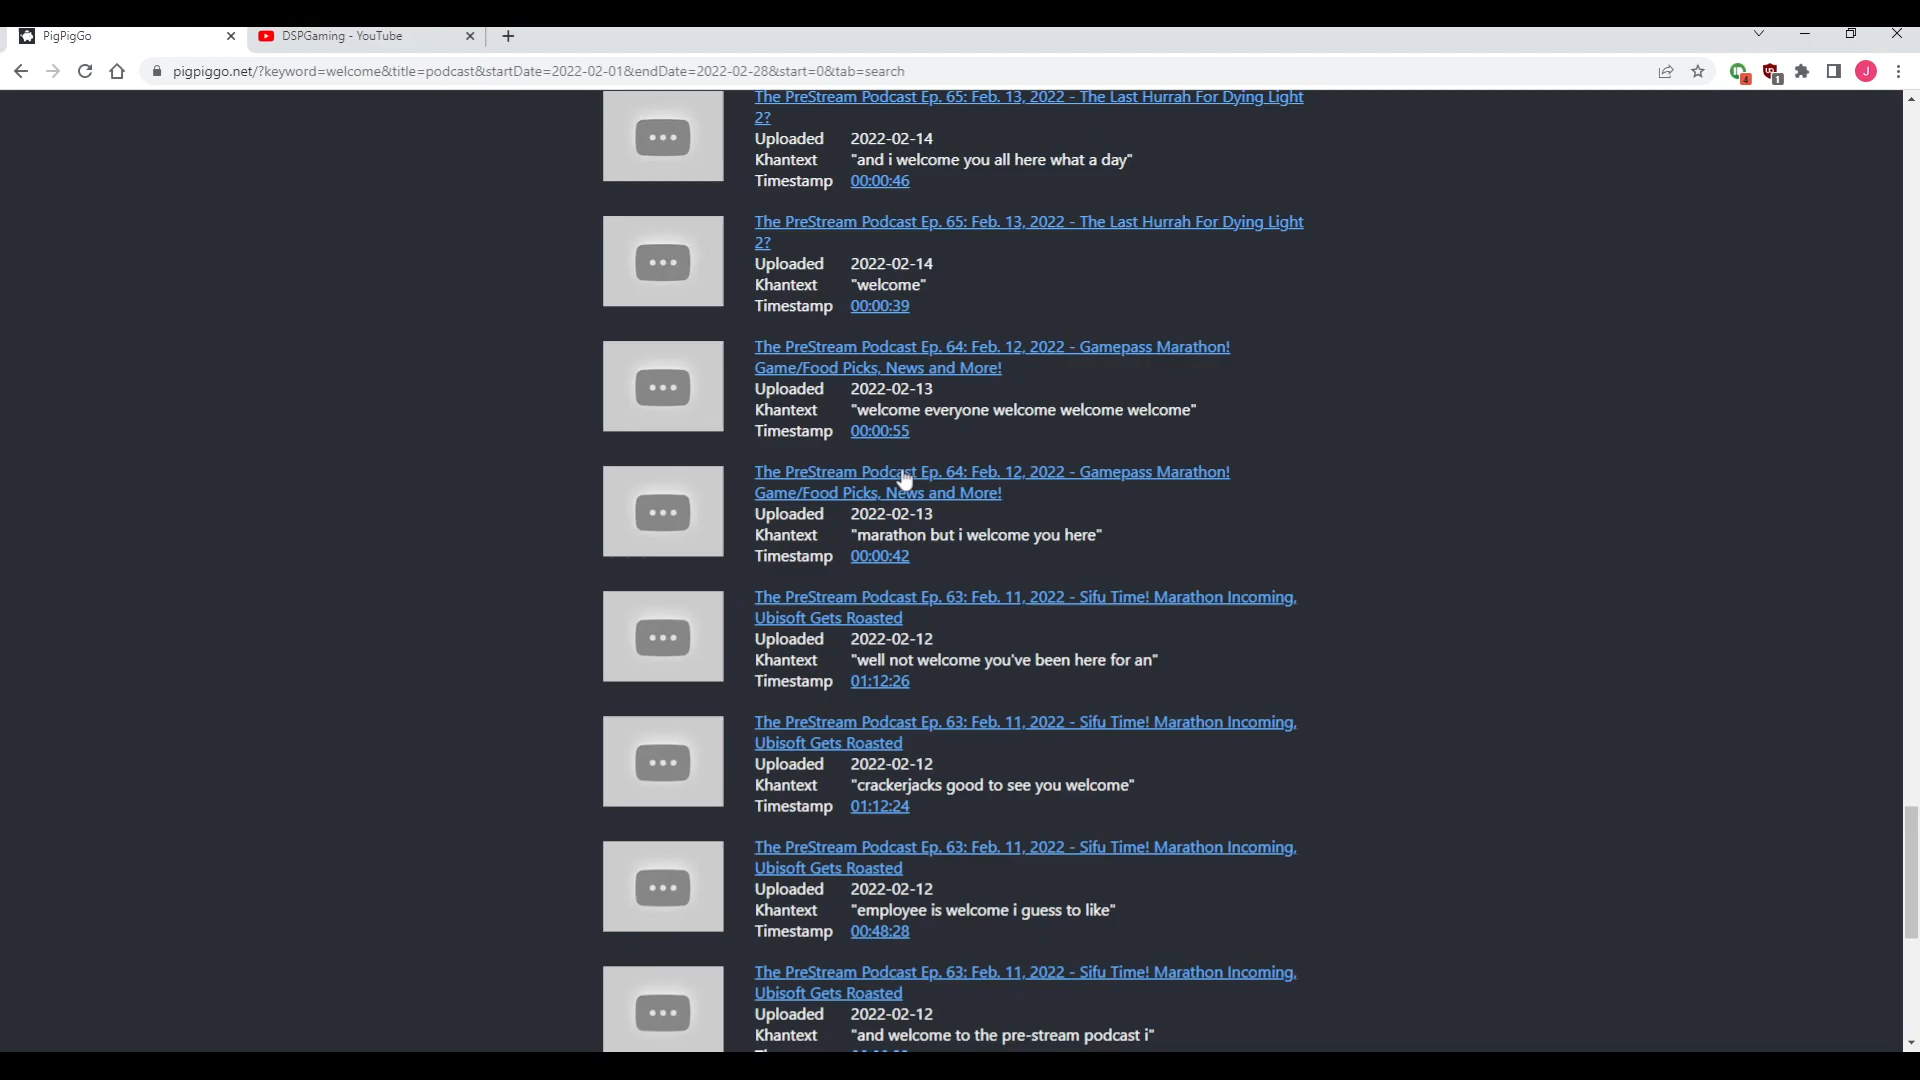 PigPigGo
DSPGaming - YouTube
pigpiggo.net/?keyword=welcome&title=podcast&startDate=2022-02-01&endDate=2022-02-28&start=0&tab=search
4
1
J
The PreStream Podcast Ep. 65: Feb. 13, 2022 - The Last Hurrah For Dying Light
2?
Uploaded 2022-02-14
Khantext "and i welcome you all here what a day"
Timestamp 00:00:46
The PreStream Podcast Ep. 65: Feb. 13, 2022 - The Last Hurrah For Dying Light
2?
Uploaded 2022-02-14
Khantext "welcome"
Timestamp 00:00:39
The PreStream Podcast Ep. 64: Feb. 12, 2022 - Gamepass Marathon!
Game/Food Picks, News and More!
Uploaded 2022-02-13
Khantext "welcome everyone welcome welcome welcome"
Timestamp 00:00:55
The PreStream Podcast Ep. 64: Feb. 12, 2022 - Gamepass Marathon!
Game/Food Picks, News and More!
Uploaded 2022-02-13
Khantext "marathon but i welcome you here"
Timestamp 00:00:42
The PreStream Podcast Ep. 63: Feb. 11, 2022 - Sifu Time! Marathon Incoming,
Ubisoft Gets Roasted
Uploaded 2022-02-12
Khantext "well not welcome you've been here for an"
Timestamp 01:12:26
The PreStream Podcast Ep. 63: Feb. 11, 2022 - Sifu Time! Marathon Incoming,
Ubisoft Gets Roasted
Uploaded 2022-02-12
Khantext "crackerjacks good to see you welcome"
Timestamp 01:12:24
The PreStream Podcast Ep. 63: Feb. 11, 2022 - Sifu Time! Marathon Incoming,
Ubisoft Gets Roasted
Uploaded 2022-02-12
Khantext "employee is welcome i guess to like"
Timestamp 00:48:28
The PreStream Podcast Ep. 63: Feb. 11, 2022 - Sifu Time! Marathon Incoming,
Ubisoft Gets Roasted
Uploaded 2022-02-12
Khantext "and welcome to the pre-stream podcast i"